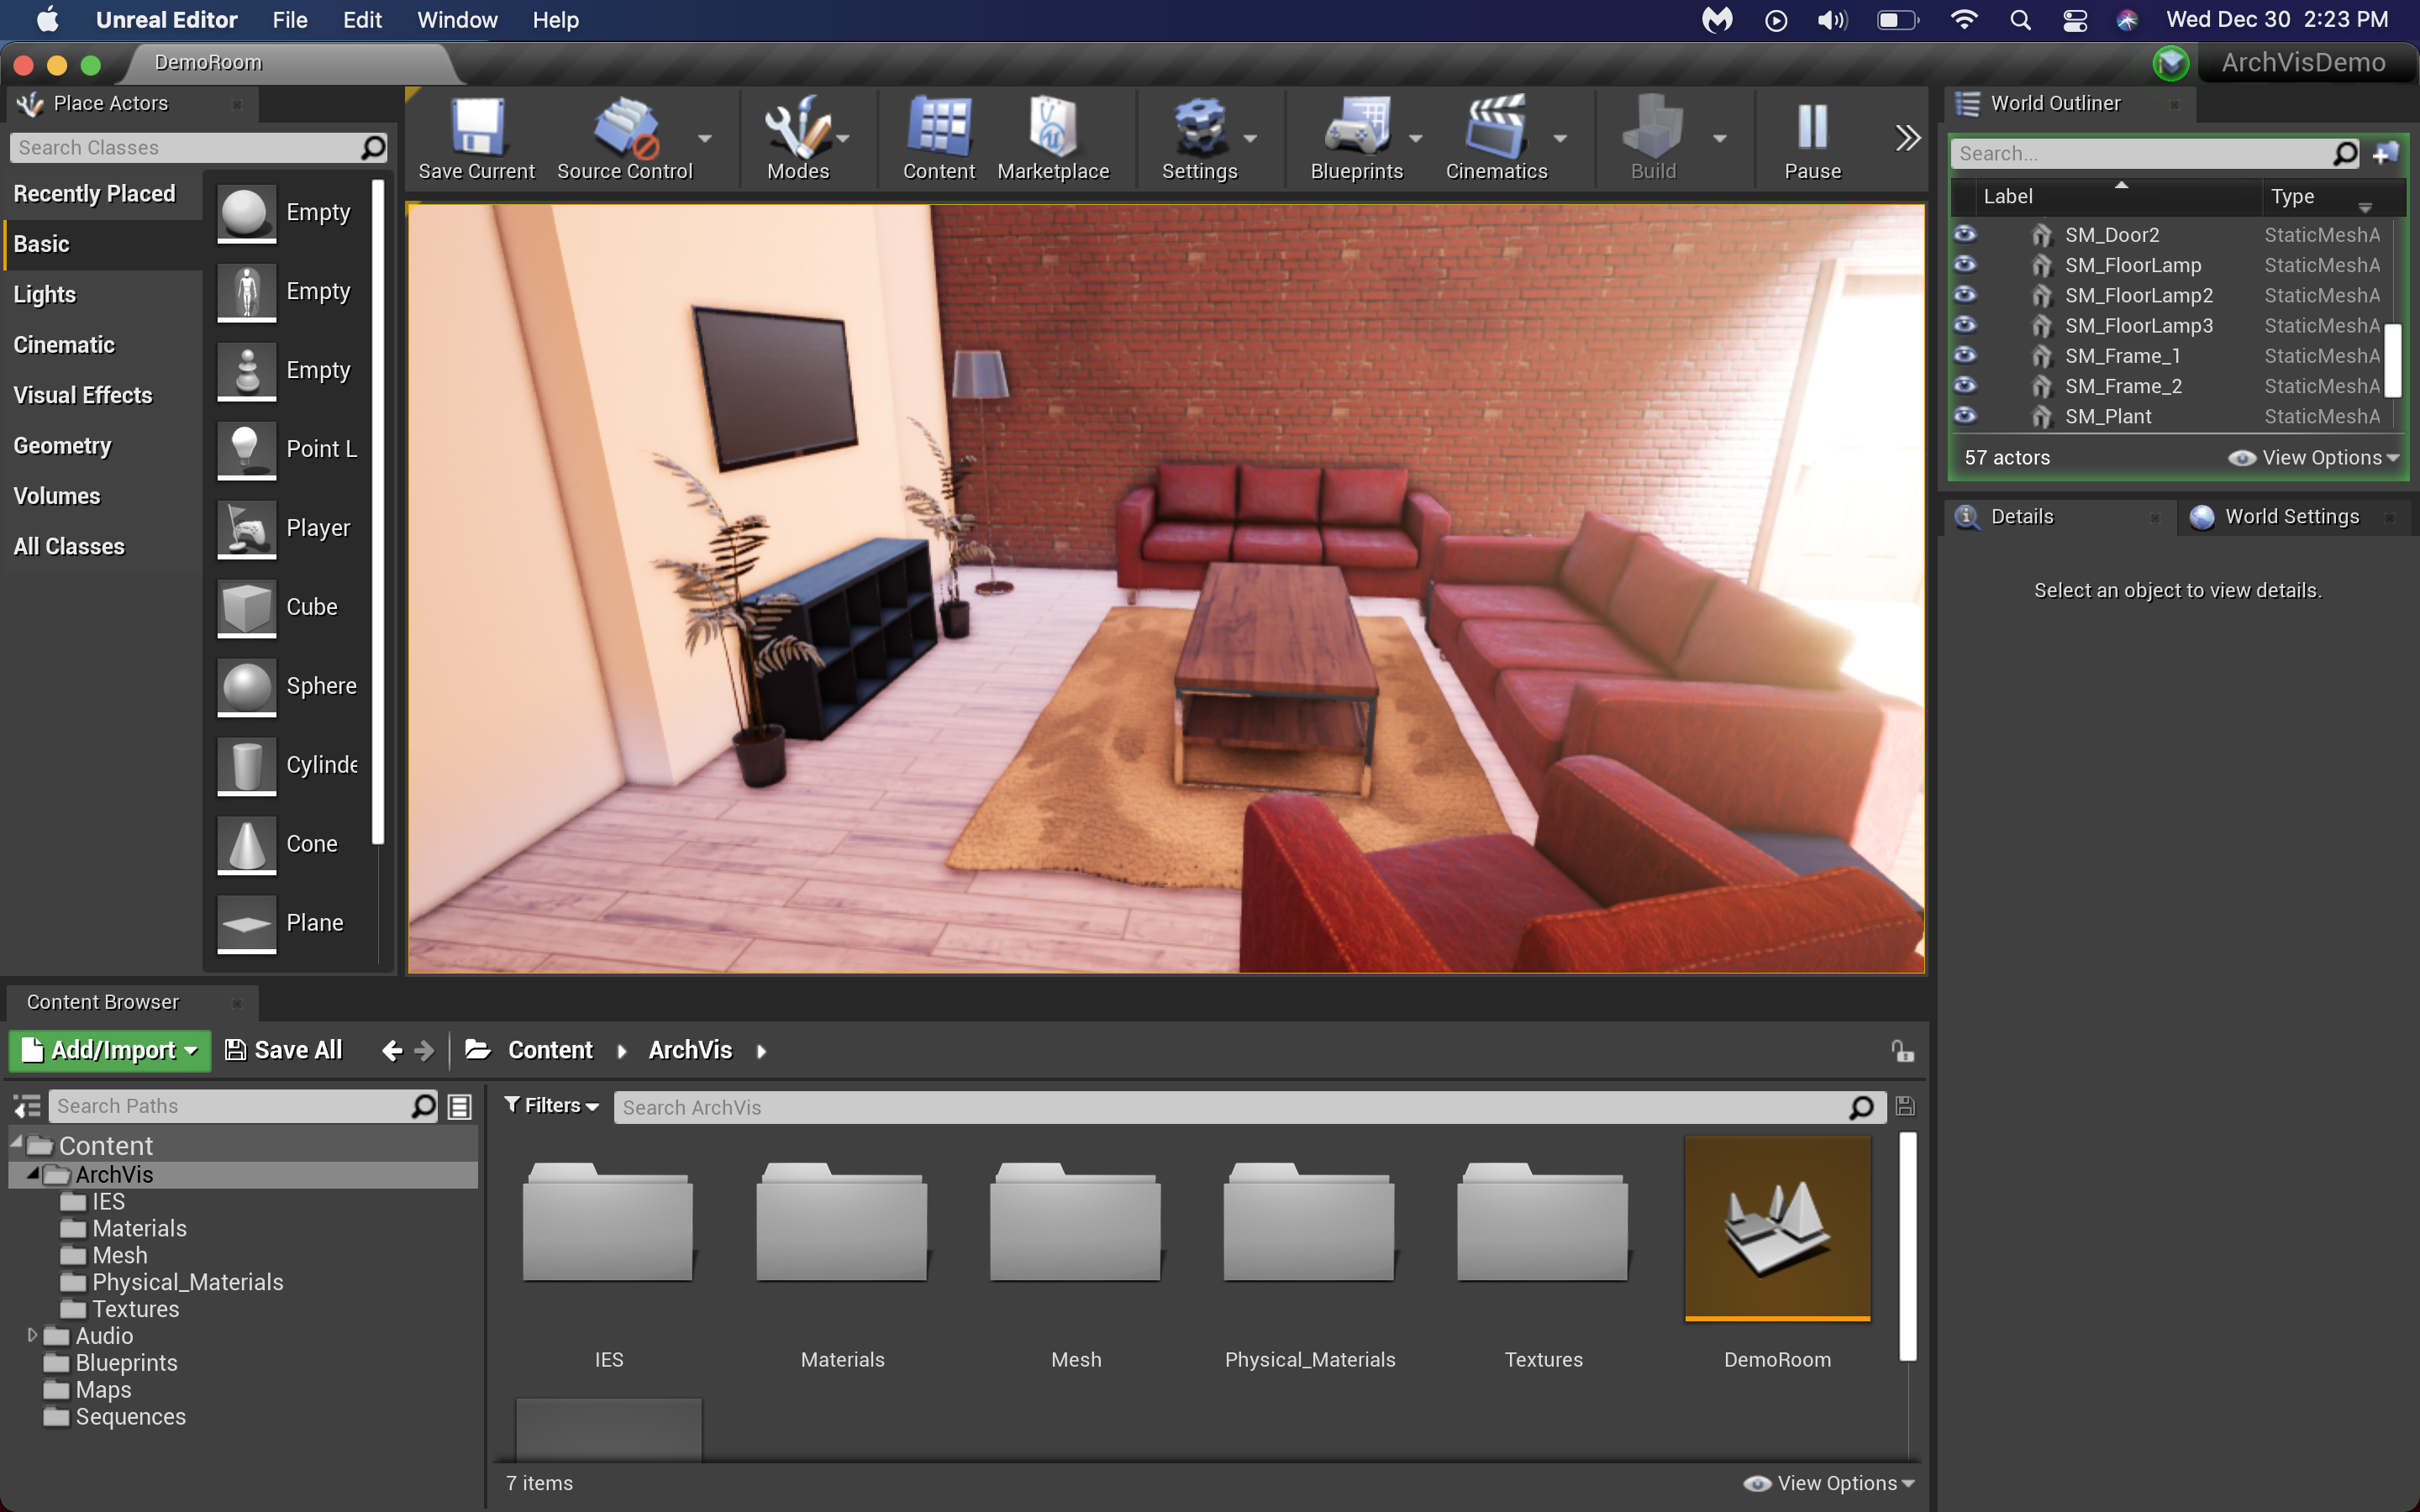 Unreal Editor File Edit Window Help Wed Dec 30 2:23 PM
DemoRoom ArchVisDemo
Place Actors
Search Classes
Recently Placed
Basic
Lights
Cinematic
Visual Effects
Geometry
Volumes
All Classes
Empty
Empty
Empty
Point L
Player
Cube
Sphere
Cylinde
Cone
Plane
Save Current Source Control Modes Content Marketplace Settings Blueprints Cinematics Build Pause
World Outliner
Search...
Label Type
SM_Door2 StaticMeshA
SM_FloorLamp StaticMeshA
SM_FloorLamp2 StaticMeshA
SM_FloorLamp3 StaticMeshA
SM_Frame_1 StaticMeshA
SM_Frame_2 StaticMeshA
SM_Plant StaticMeshA
57 actors View Options
Details World Settings
Select an object to view details.
Content Browser
Add/Import Save All Content ArchVis
Search Paths
Content
ArchVis
IES
Materials
Mesh
Physical_Materials
Textures
Audio
Blueprints
Maps
Sequences
Filters Search ArchVis
IES Materials Mesh Physical_Materials Textures DemoRoom
7 items View Options